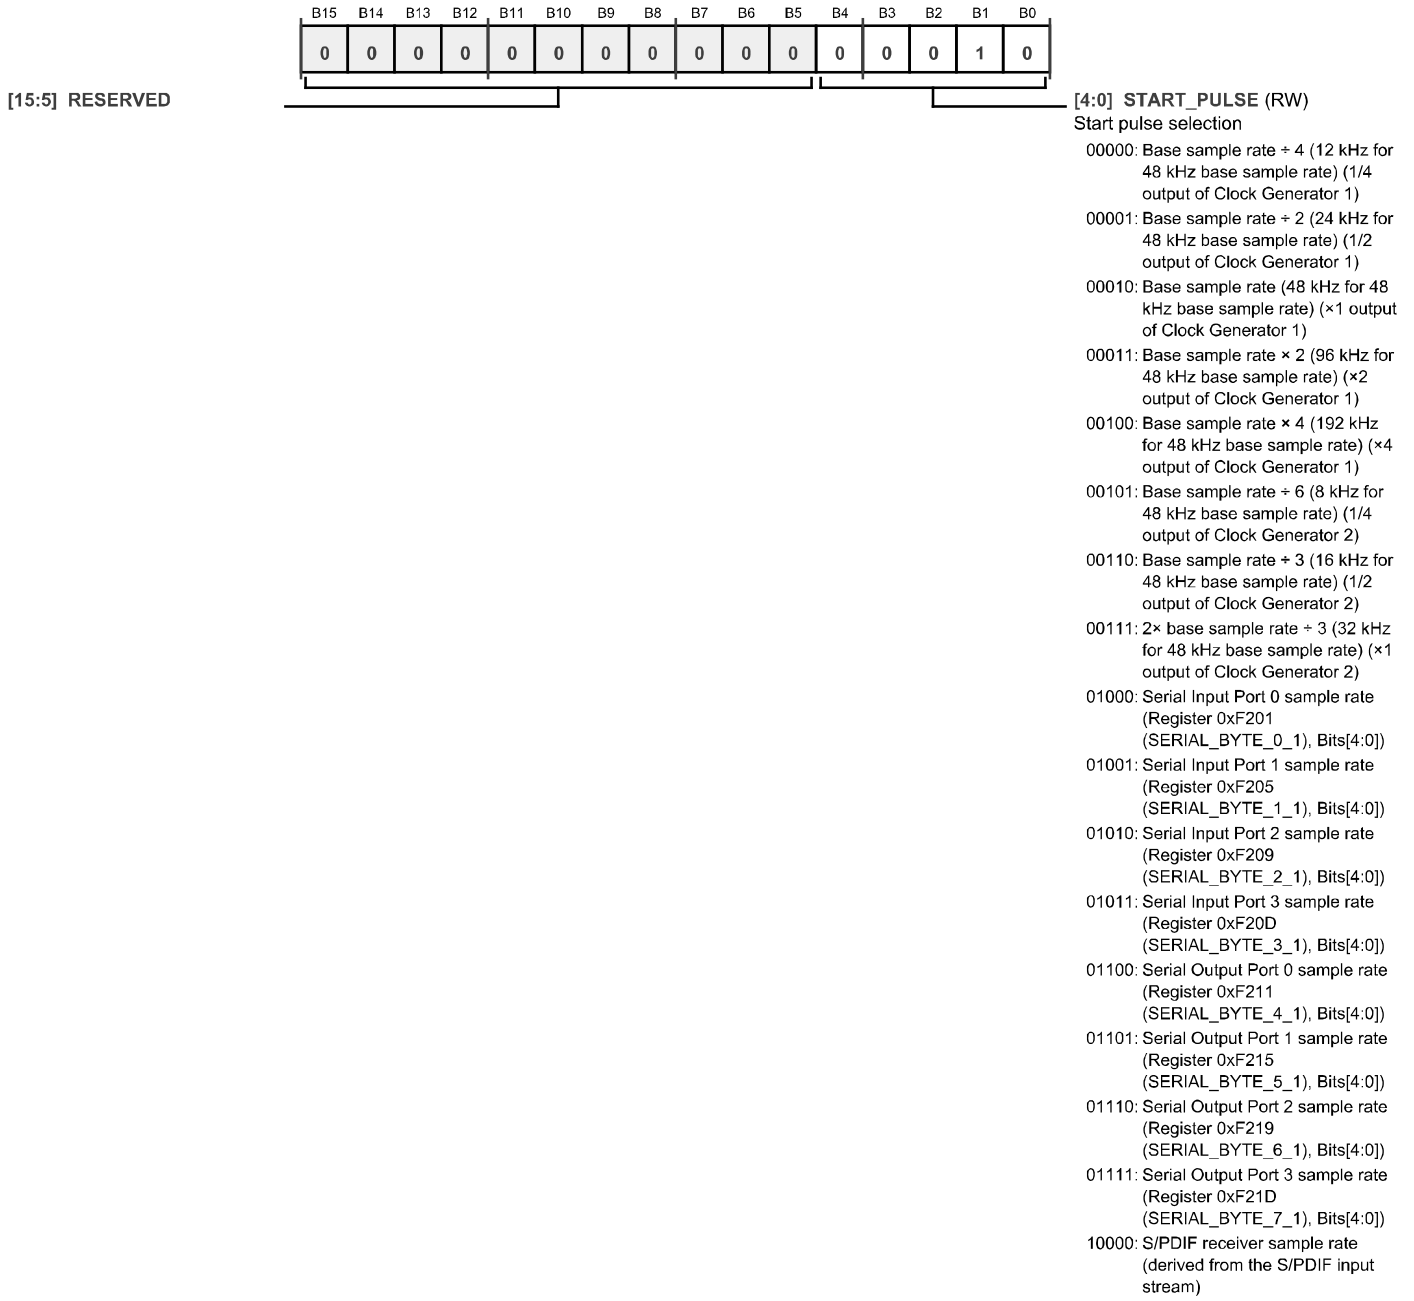 B15 B14 B13 B12 B11 B10 B9 B8 B7 B6 B5 B4 B3 B2 B1 B0
0 0 0 0 0 0 0 0 0 0 0 0 0 0 1 0
[15:5] RESERVED
[4:0] START_PULSE (RW)
Start pulse selection
00000: Base sample rate ÷ 4 (12 kHz for
48 kHz base sample rate) (1/4
output of Clock Generator 1)
00001: Base sample rate ÷ 2 (24 kHz for
48 kHz base sample rate) (1/2
output of Clock Generator 1)
00010: Base sample rate (48 kHz for 48
kHz base sample rate) (×1 output
of Clock Generator 1)
00011: Base sample rate × 2 (96 kHz for
48 kHz base sample rate) (×2
output of Clock Generator 1)
00100: Base sample rate × 4 (192 kHz
for 48 kHz base sample rate) (×4
output of Clock Generator 1)
00101: Base sample rate ÷ 6 (8 kHz for
48 kHz base sample rate) (1/4
output of Clock Generator 2)
00110: Base sample rate ÷ 3 (16 kHz for
48 kHz base sample rate) (1/2
output of Clock Generator 2)
00111: 2× base sample rate ÷ 3 (32 kHz
for 48 kHz base sample rate) (×1
output of Clock Generator 2)
01000: Serial Input Port 0 sample rate
(Register 0xF201
(SERIAL_BYTE_0_1), Bits[4:0])
01001: Serial Input Port 1 sample rate
(Register 0xF205
(SERIAL_BYTE_1_1), Bits[4:0])
01010: Serial Input Port 2 sample rate
(Register 0xF209
(SERIAL_BYTE_2_1), Bits[4:0])
01011: Serial Input Port 3 sample rate
(Register 0xF20D
(SERIAL_BYTE_3_1), Bits[4:0])
01100: Serial Output Port 0 sample rate
(Register 0xF211
(SERIAL_BYTE_4_1), Bits[4:0])
01101: Serial Output Port 1 sample rate
(Register 0xF215
(SERIAL_BYTE_5_1), Bits[4:0])
01110: Serial Output Port 2 sample rate
(Register 0xF219
(SERIAL_BYTE_6_1), Bits[4:0])
01111: Serial Output Port 3 sample rate
(Register 0xF21D
(SERIAL_BYTE_7_1), Bits[4:0])
10000: S/PDIF receiver sample rate
(derived from the S/PDIF input
stream)